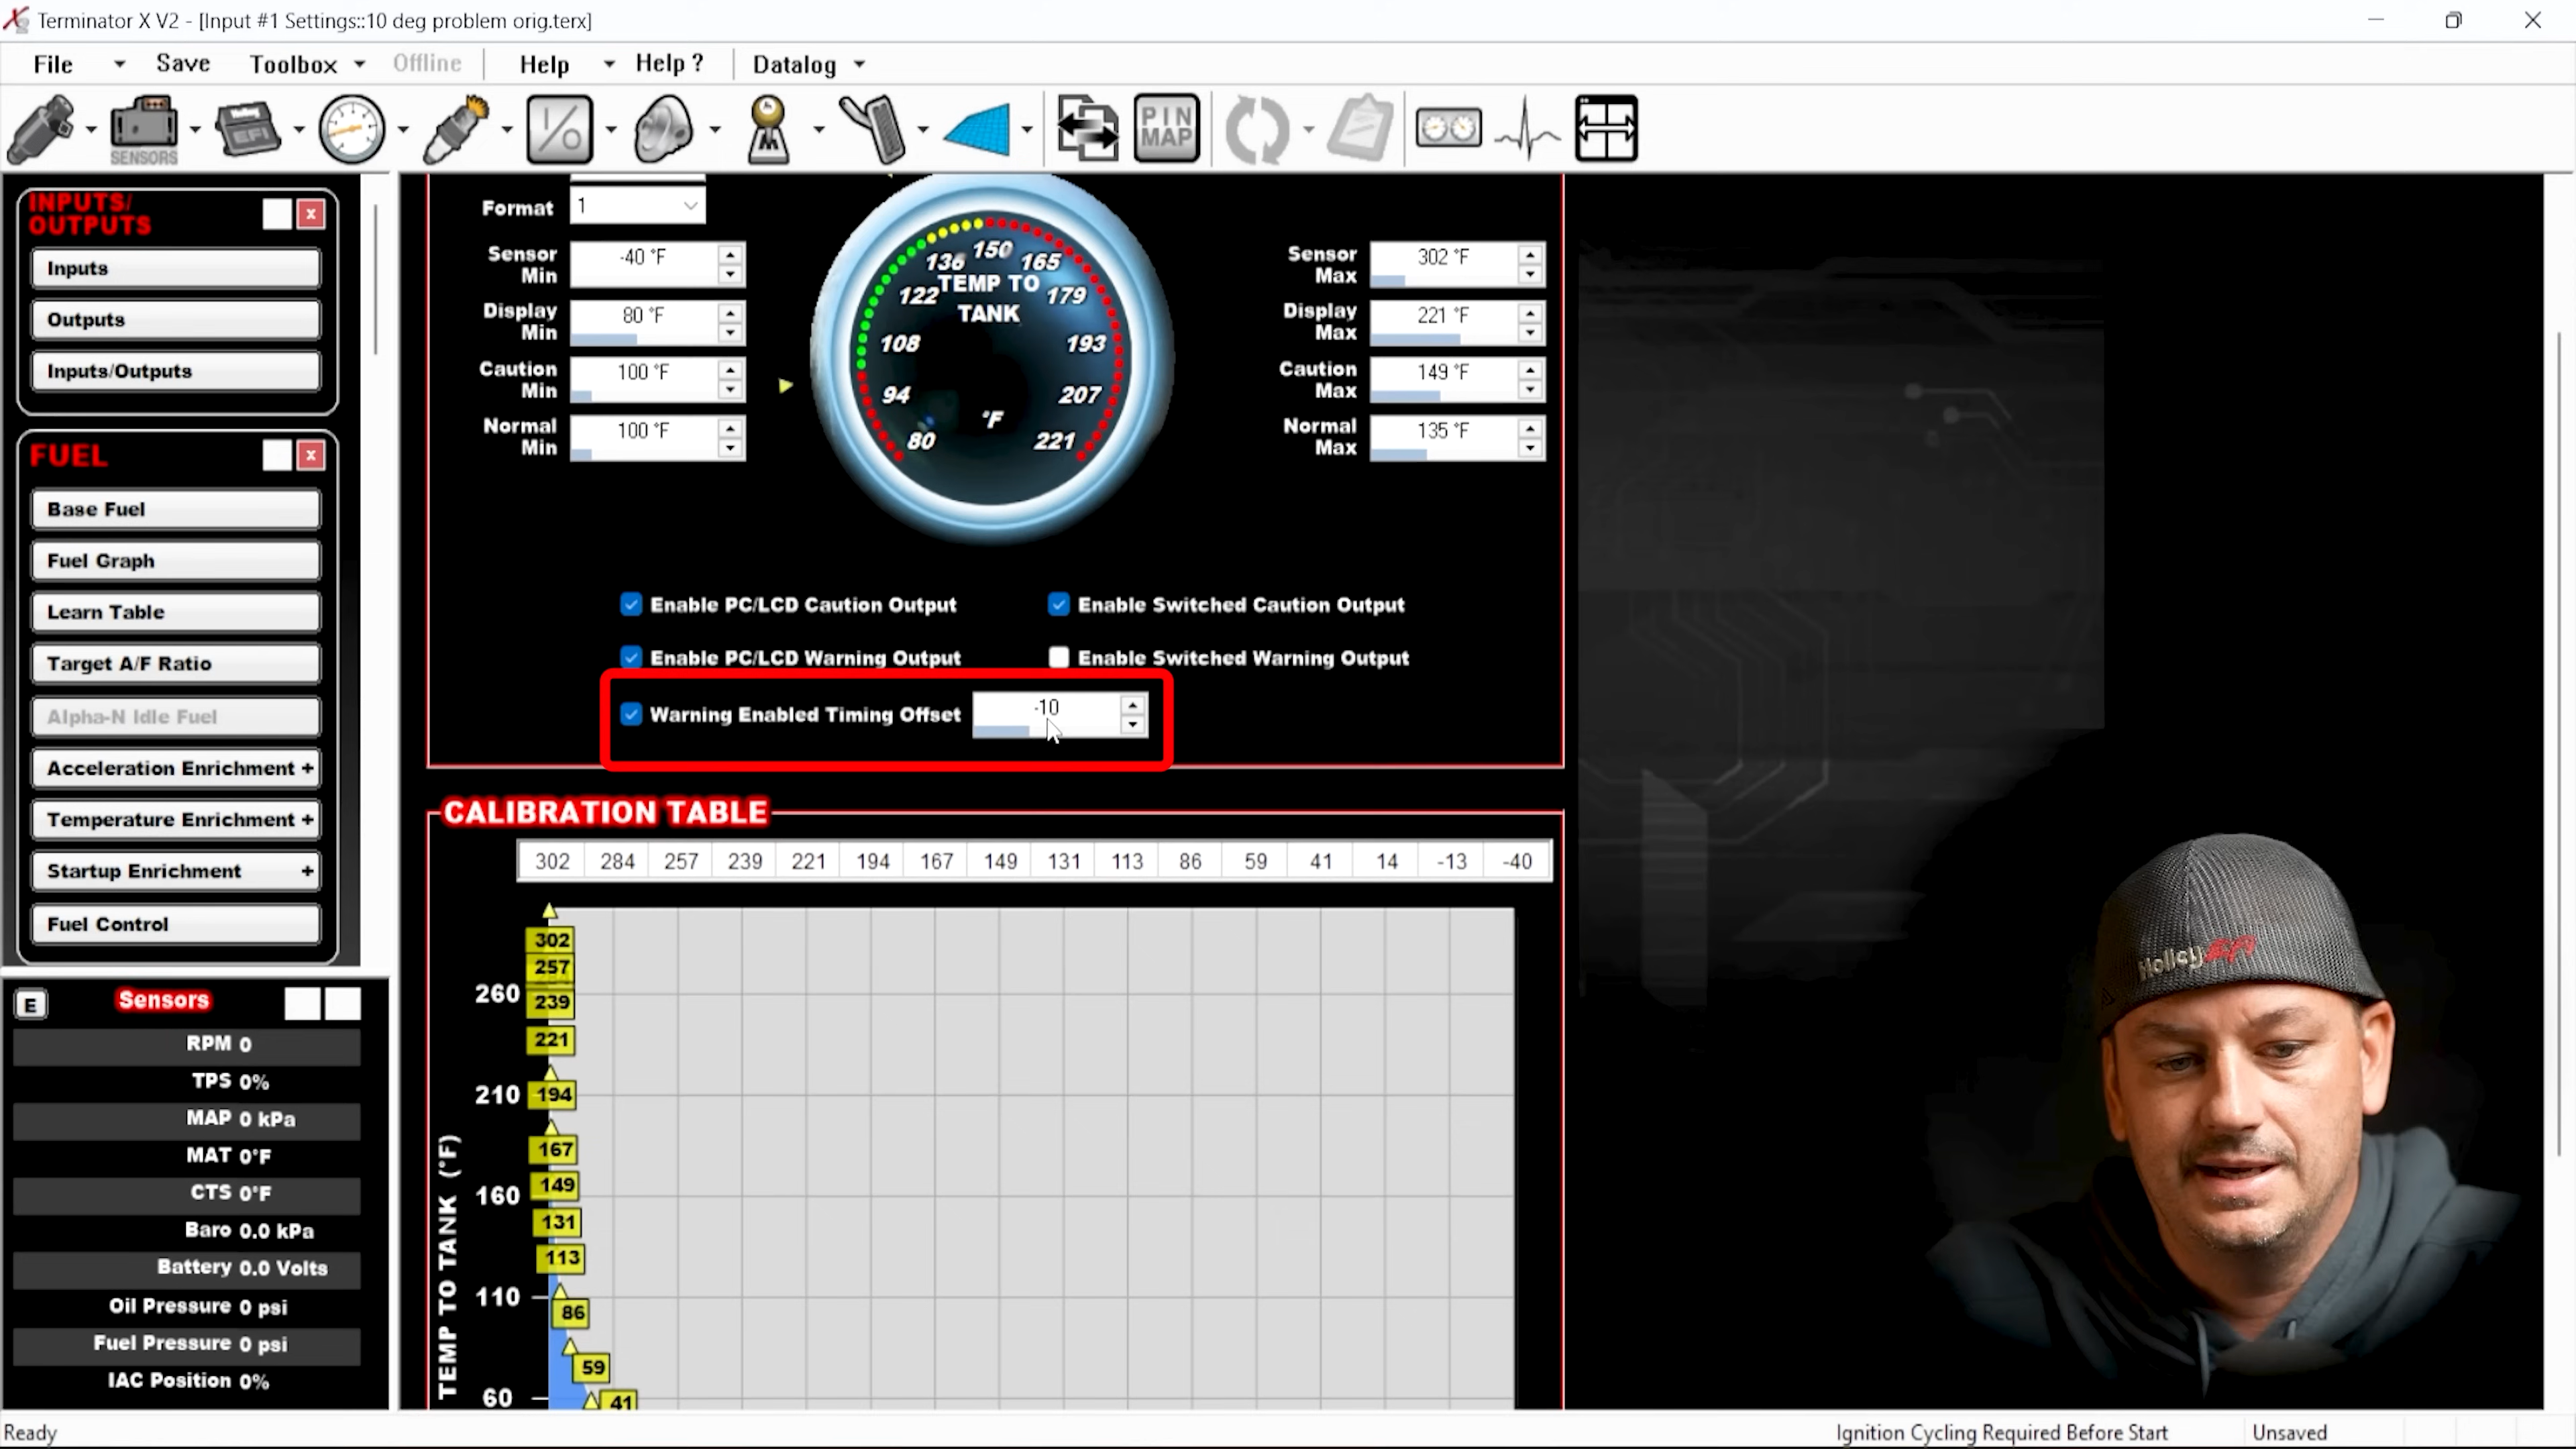 Terminator X V2 - [Input #1 Settings::10 deg problem orig.terx]
File Save Toolbox Offline Help Help ? Datalog
SENSORS EFI I/O M PIN MAP
INPUTS/
OUTPUTS
x
Inputs
Outputs
Inputs/Outputs
FUEL
x
Base Fuel
Fuel Graph
Learn Table
Target A/F Ratio
Alpha-N Idle Fuel
Acceleration Enrichment +
Temperature Enrichment +
Startup Enrichment +
Fuel Control
E Sensors
RPM 0
TPS 0%
MAP 0 kPa
MAT 0°F
CTS 0°F
Baro 0.0 kPa
Battery 0.0 Volts
Oil Pressure 0 psi
Fuel Pressure 0 psi
IAC Position 0%
Format 1
Sensor Min -40 °F
Display Min 80 °F
Caution Min 100 °F
Normal Min 100 °F
80
94
108
122
136
150
165
179
193
207
221
TEMP TO
TANK
°F
Sensor Max 302 °F
Display Max 221 °F
Caution Max 149 °F
Normal Max 135 °F
Enable PC/LCD Caution Output Enable Switched Caution Output
Enable PC/LCD Warning Output Enable Switched Warning Output
Warning Enabled Timing Offset -10
CALIBRATION TABLE
302 284 257 239 221 194 167 149 131 113 86 59 41 14 -13 -40
TEMP TO TANK (°F)
260
210
160
110
60
302
257
239
221
194
167
149
131
113
86
59
41
Holley EFI
Ready Ignition Cycling Required Before Start Unsaved